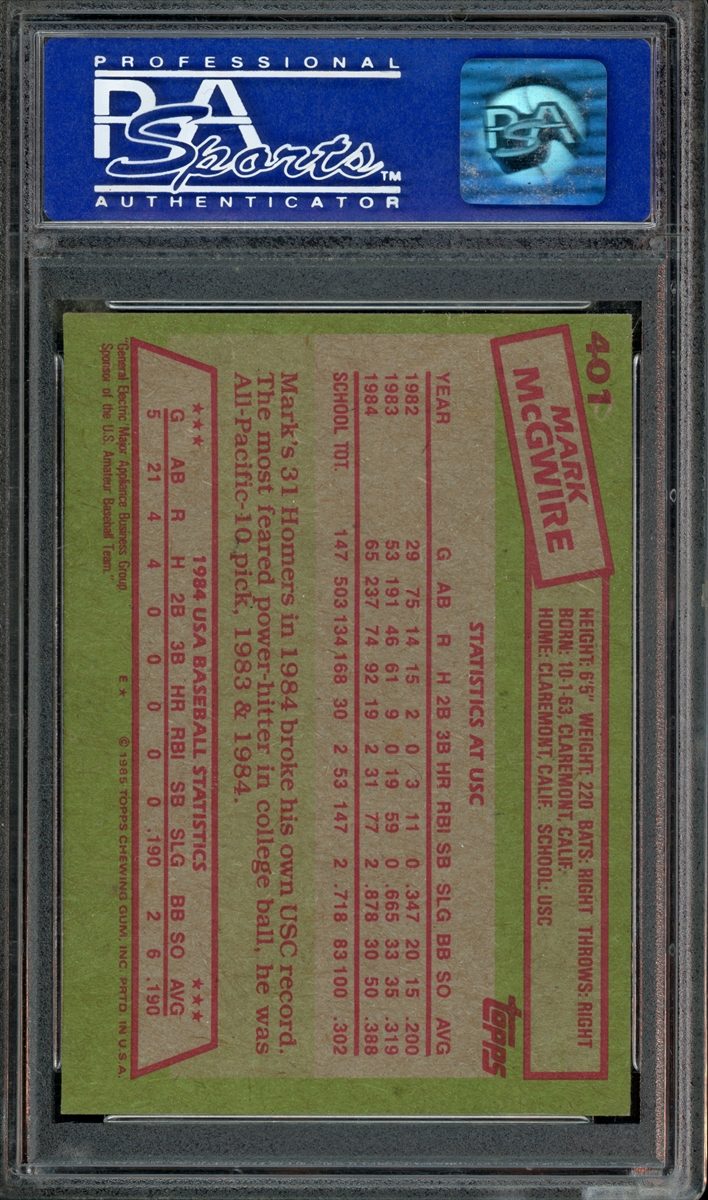 PROFESSIONAL
PSA
Sports™
AUTHENTICATOR
PSA
401
MARK
McGWIRE
HEIGHT: 6'5" WEIGHT: 220 BATS: RIGHT THROWS: RIGHT
BORN: 10-1-63, CLAREMONT, CALIF.
HOME: CLAREMONT, CALIF. SCHOOL: USC
topps
STATISTICS AT USC
YEAR G AB R H 2B 3B HR RBI SB SLG BB SO AVG
1982 29 75 14 15 2 0 3 11 0 .347 20 15 .200
1983 53 191 46 61 9 0 19 59 0 .665 33 35 .319
1984 65 237 74 92 19 2 31 77 2 .878 30 50 .388
SCHOOL TOT. 147 503 134 168 30 2 53 147 2 .718 83 100 .302
Mark's 31 Homers in 1984 broke his own USC record.
The most feared power-hitter in college ball, he was
All-Pacific-10 pick, 1983 & 1984.
★★★ 1984 USA BASEBALL STATISTICS ★★★
G AB R H 2B 3B HR RBI SB SLG BB SO AVG
5 21 4 4 0 0 0 0 0 .190 2 6 .190
"General Electric Major Appliance Business Group,
Sponsor of the U.S. Amateur Baseball Team."
E★ © 1985 TOPPS CHEWING GUM, INC. PRTD. IN U.S.A.